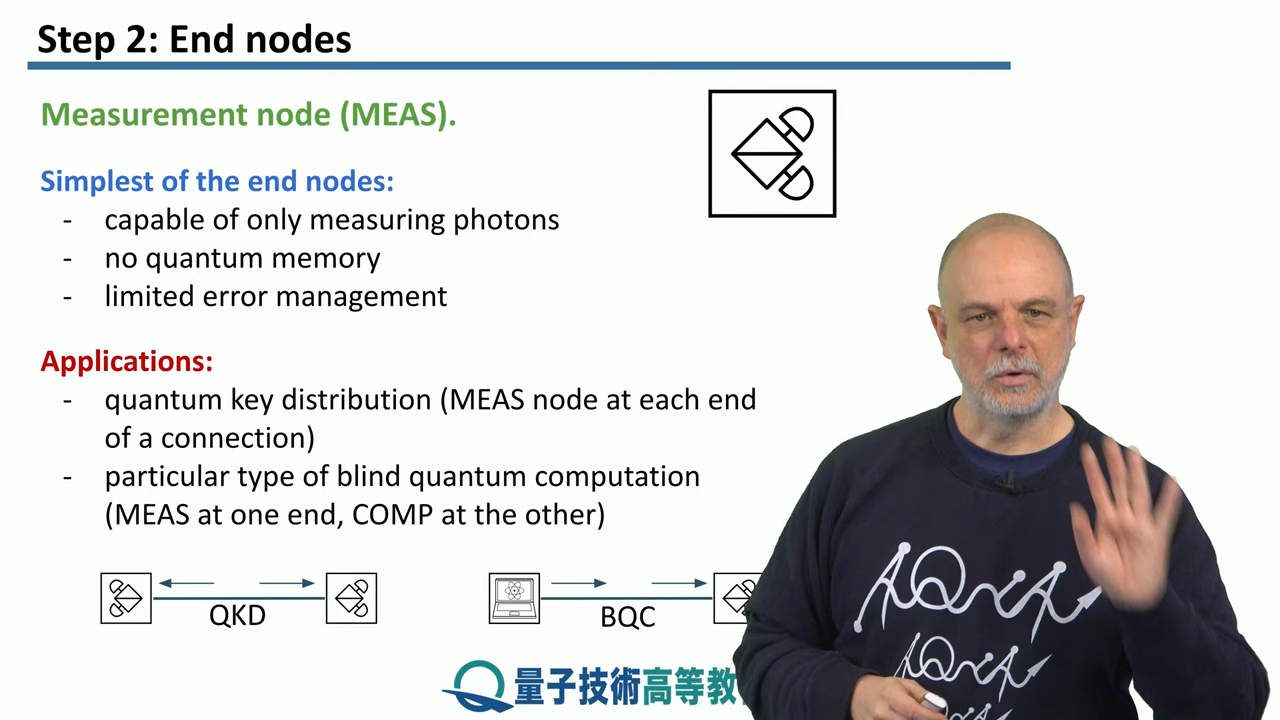 Step 2: End nodes
Measurement node (MEAS).
Simplest of the end nodes:
- capable of only measuring photons
- no quantum memory
- limited error management
Applications:
- quantum key distribution (MEAS node at each end
of a connection)
- particular type of blind quantum computation
(MEAS at one end, COMP at the other)
QKD
BQC
量子技術高等教